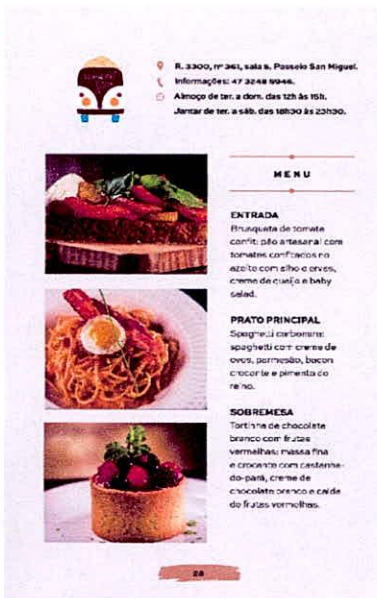 R. 3300, nº 361, sala 5. Passeio San Miguel.
Informações: 47 3248 9946.
Almoço de ter. a dom. das 12h às 15h.
Jantar de ter. a sáb. das 18h30 às 23h30.
MENU
ENTRADA
Brusqueta de tomate
confit: pão artesanal com
tomates confitados no
azeite com alho e ervas,
creme de queijo e baby
salad.
PRATO PRINCIPAL
Spaghetti carbonara:
spaghetti com creme de
ovos, parmesão, bacon
crocante e pimenta do
reino.
SOBREMESA
Tortinha de chocolate
branco com frutas
vermelhas: massa fina
e crocante com castanha-
do-pará, creme de
chocolate branco e calda
de frutas vermelhas.
28